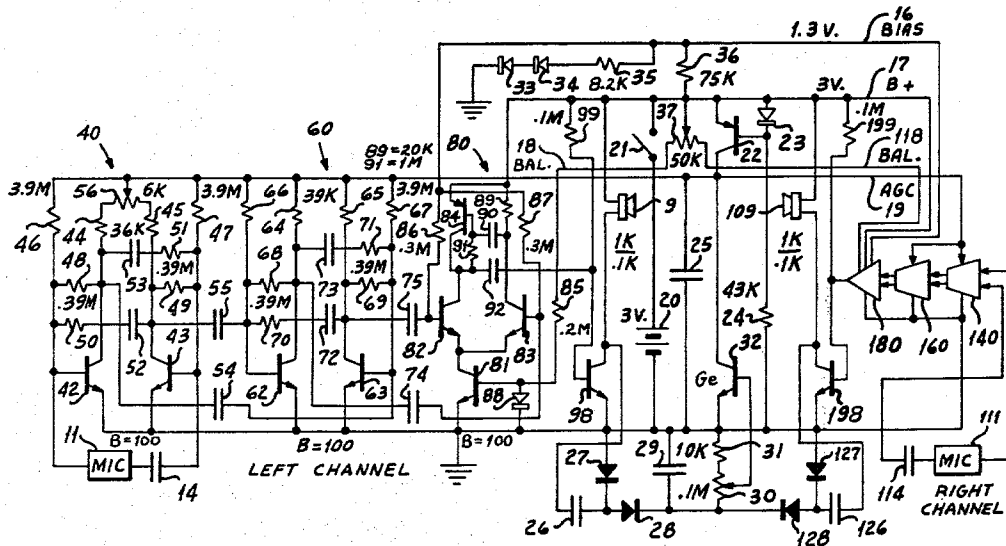 1.3 V. 16
BIAS
36
75K
33 34 8.2K 35
3V. 17
B+
.1M 99 37 .1M
199
118
BAL.
18
BAL. 50K
21 22 23
AGC
19
40 60 89=20K
91=1M 80
3.9M 56 6K 3.9M 39K 3.9M
46 44 36K 45 51 47 66 64 65 71 67 84 86 .3M 89 90 91 87 .3M
9 109
1K
.1K
1K
.1K
25
48 .39M 53 .39M 49 55 68 .39M 73 .39M 69 75 92 85 .2M
43K
24
20 3V.
180 160 140
50 52 43 70 72 82 83
42 54 62 63 74 81 88 98 Ge 32 198
B=100 B=100 B=100
11 MIC 14
LEFT CHANNEL
27 29 10K 31 127
.1M 30
26 28 128 126
114 MIC 111
RIGHT
CHANNEL